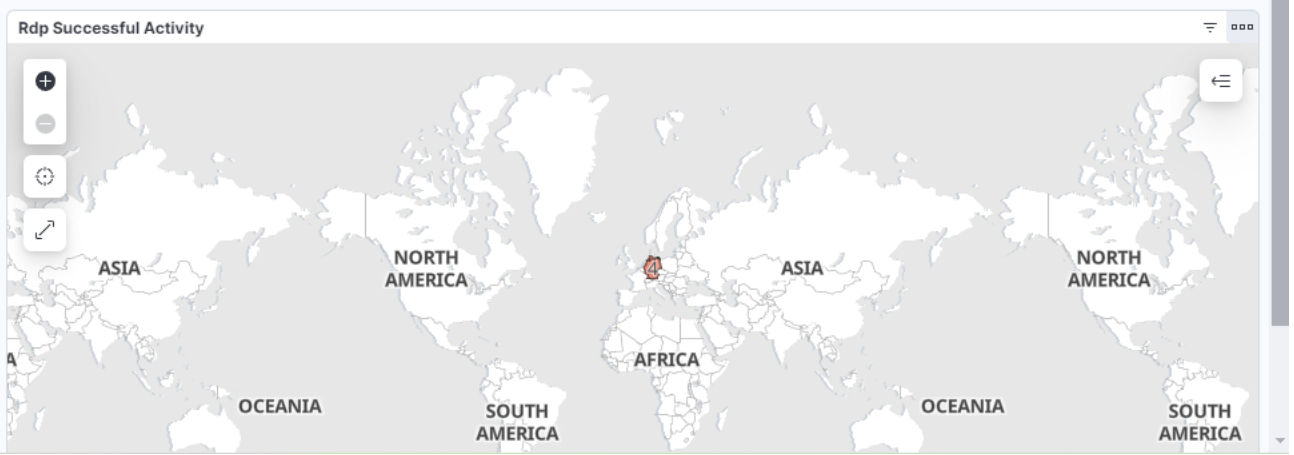 Rdp Successful Activity
ASIA
NORTH
AMERICA
4
ASIA
NORTH
AMERICA
A
AFRICA
OCEANIA
SOUTH
AMERICA
OCEANIA
SOUTH
AMERICA